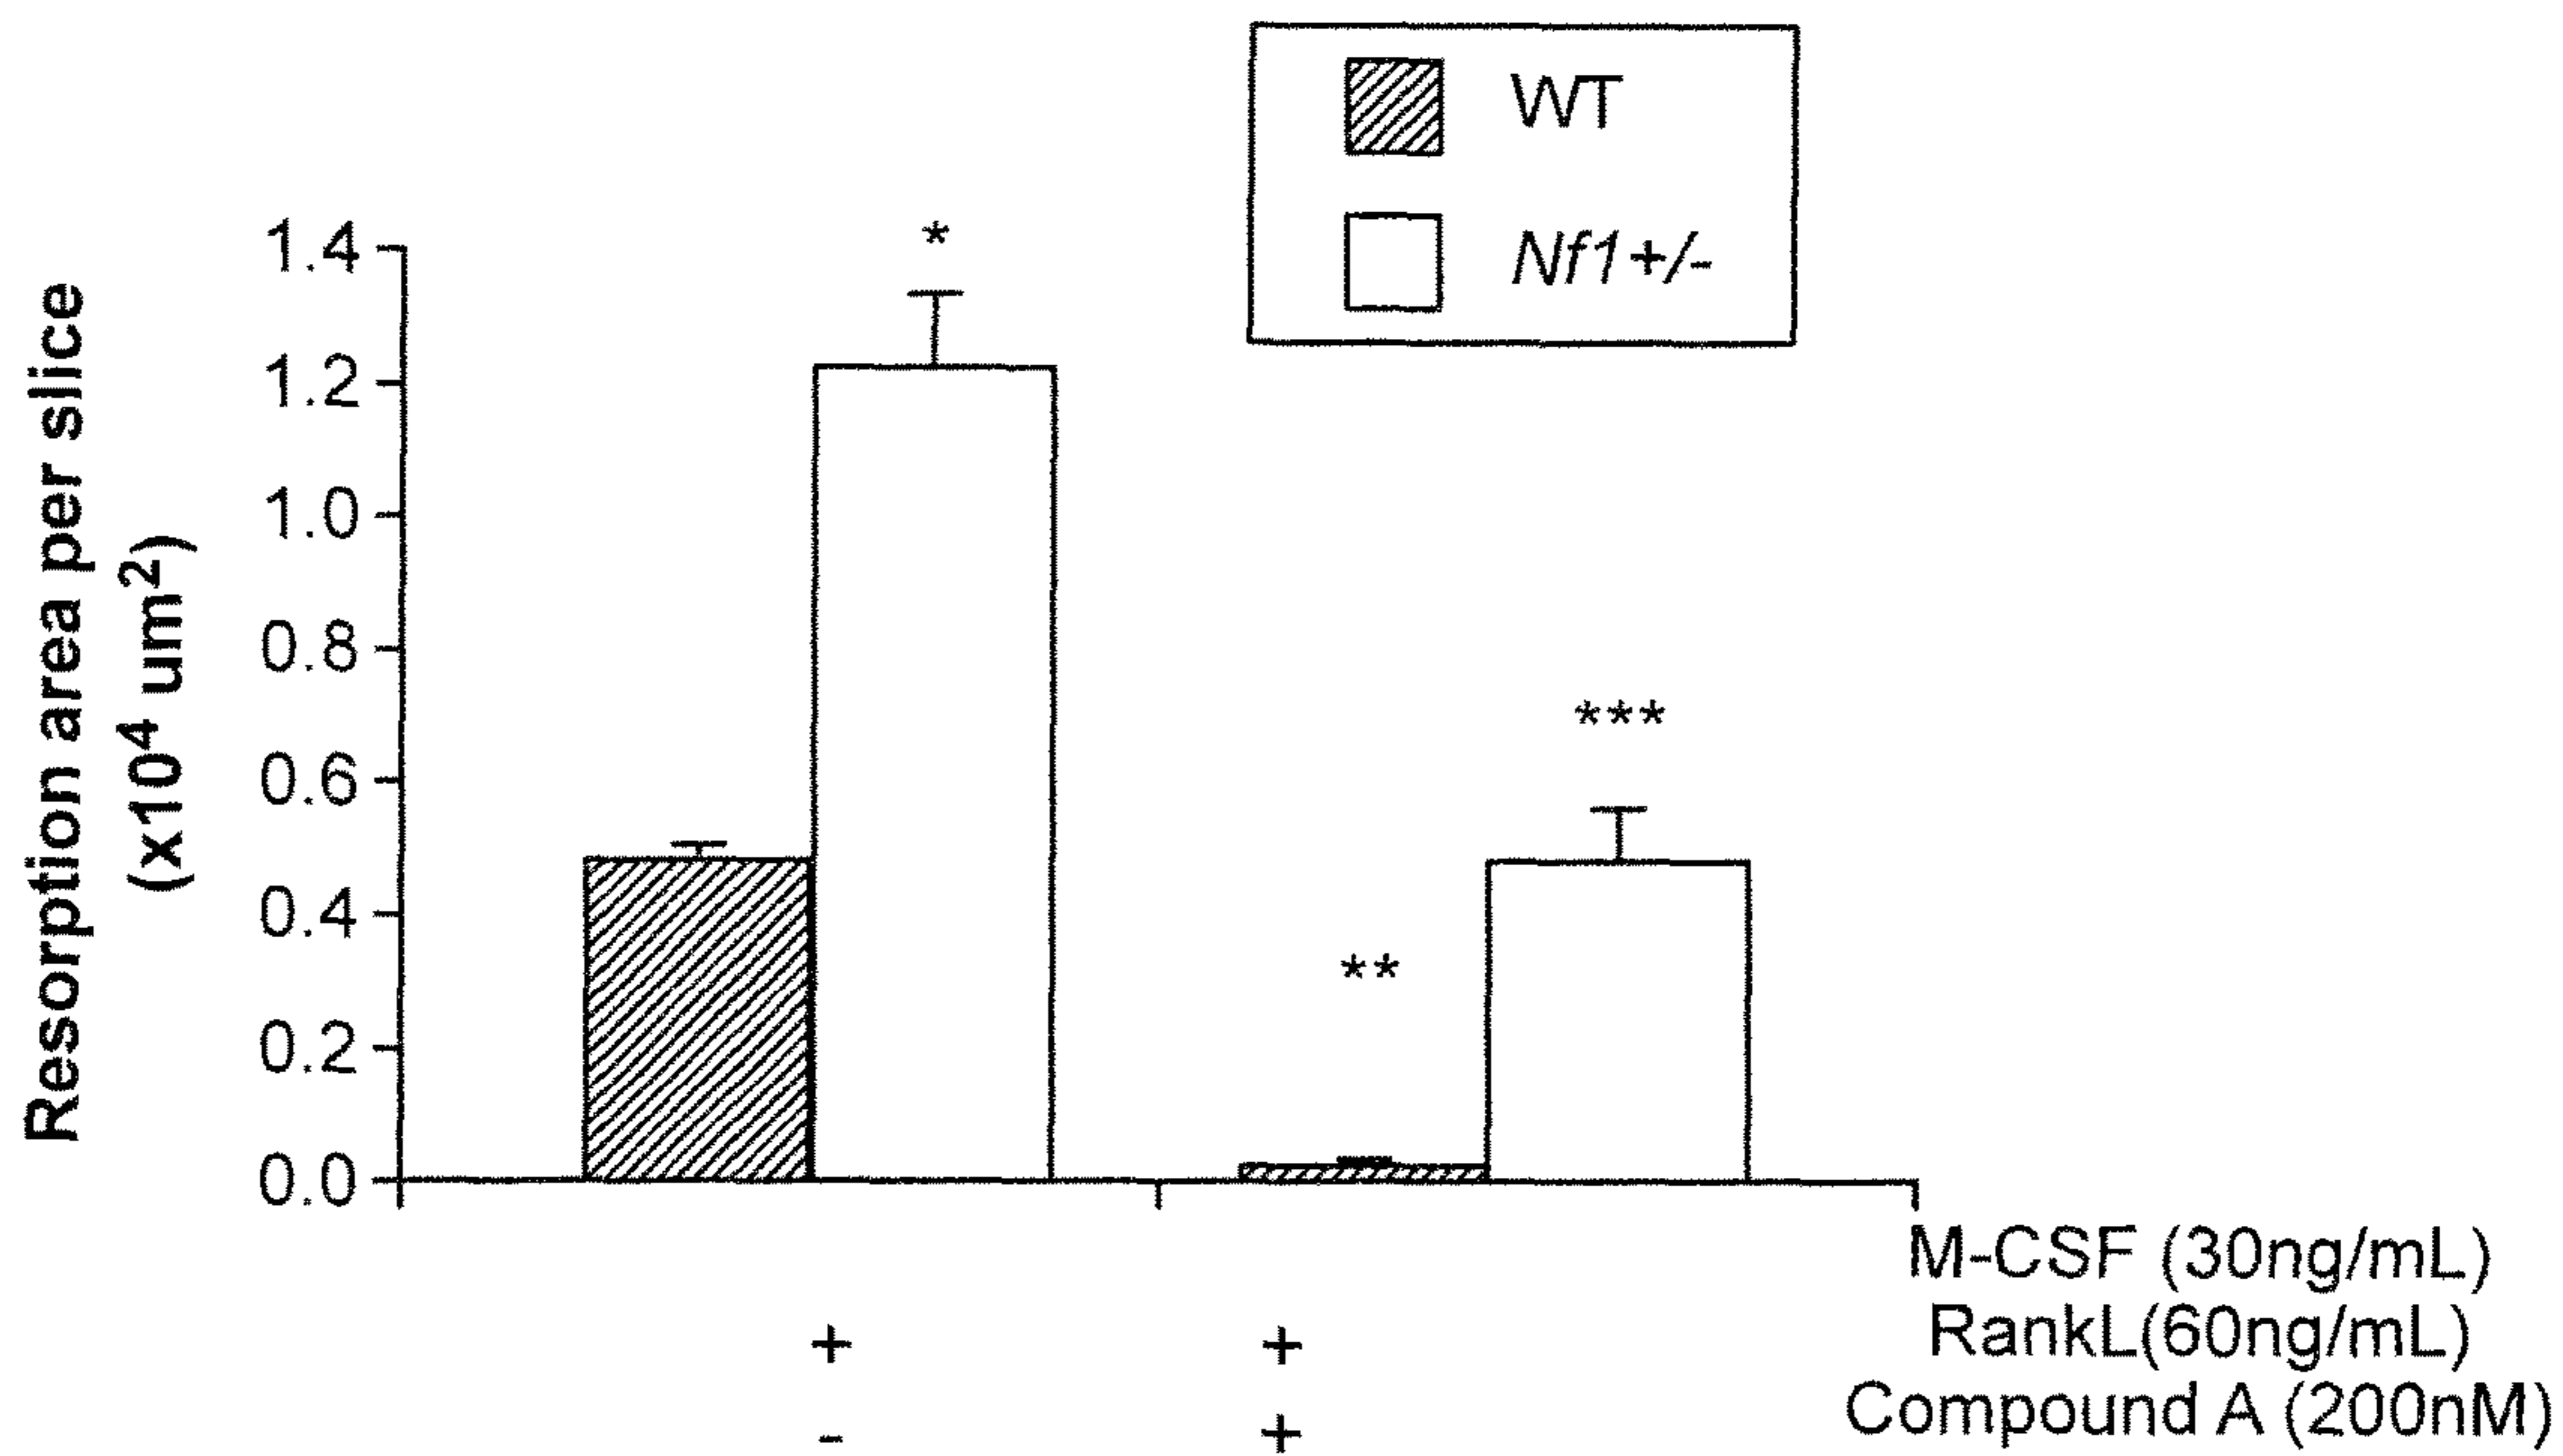 WT
Nf1+/-
Resorption area per slice
(x10⁴ um²)
1.4
1.2
1.0
0.8
0.6
0.4
0.2
0.0
*
**
***
M-CSF (30ng/mL)
+ + RankL(60ng/mL)
- + Compound A (200nM)